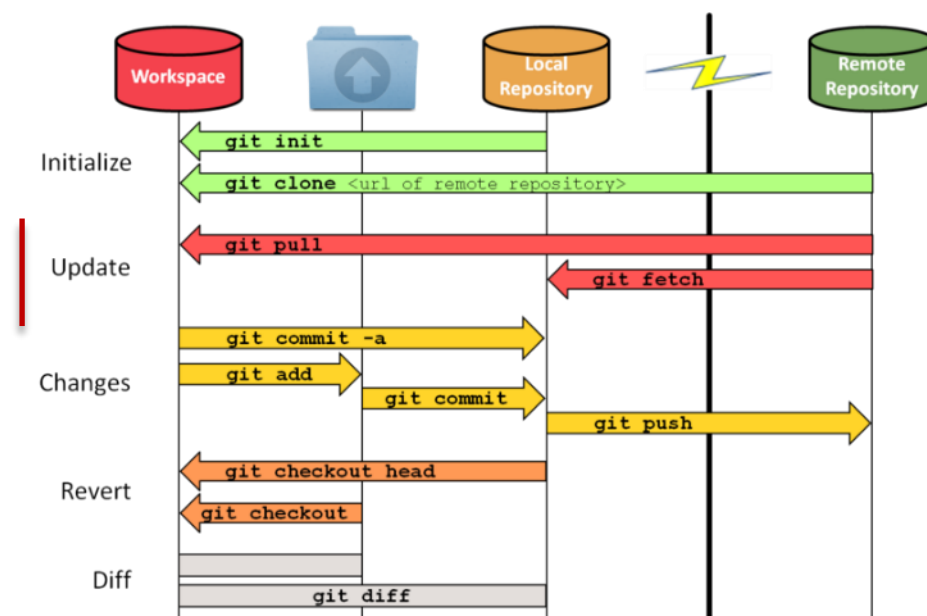 Workspace
Local
Repository
Remote
Repository
Initialize
git init
git clone <url of remote repository>
Update
git pull
git fetch
Changes
git commit -a
git add
git commit
git push
Revert
git checkout head
git checkout
Diff
git diff